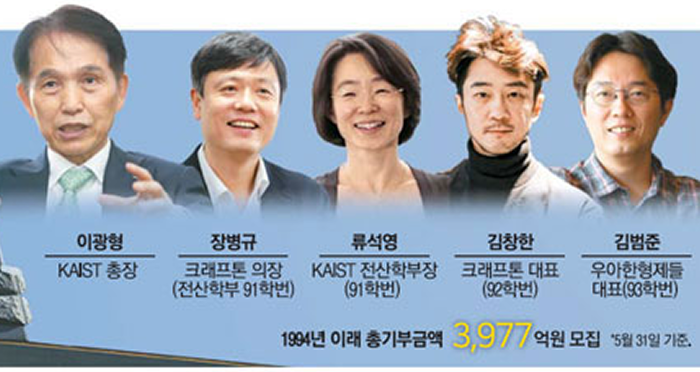 이광형
KAIST 총장
장병규
크래프톤 의장
(전산학부 91학번)
류석영
KAIST 전산학부장
(91학번)
김창한
크래프톤 대표
(92학번)
김범준
우아한형제들
대표(93학번)
1994년 이래 총기부금액 3,977억원 모집 *5월 31일 기준.